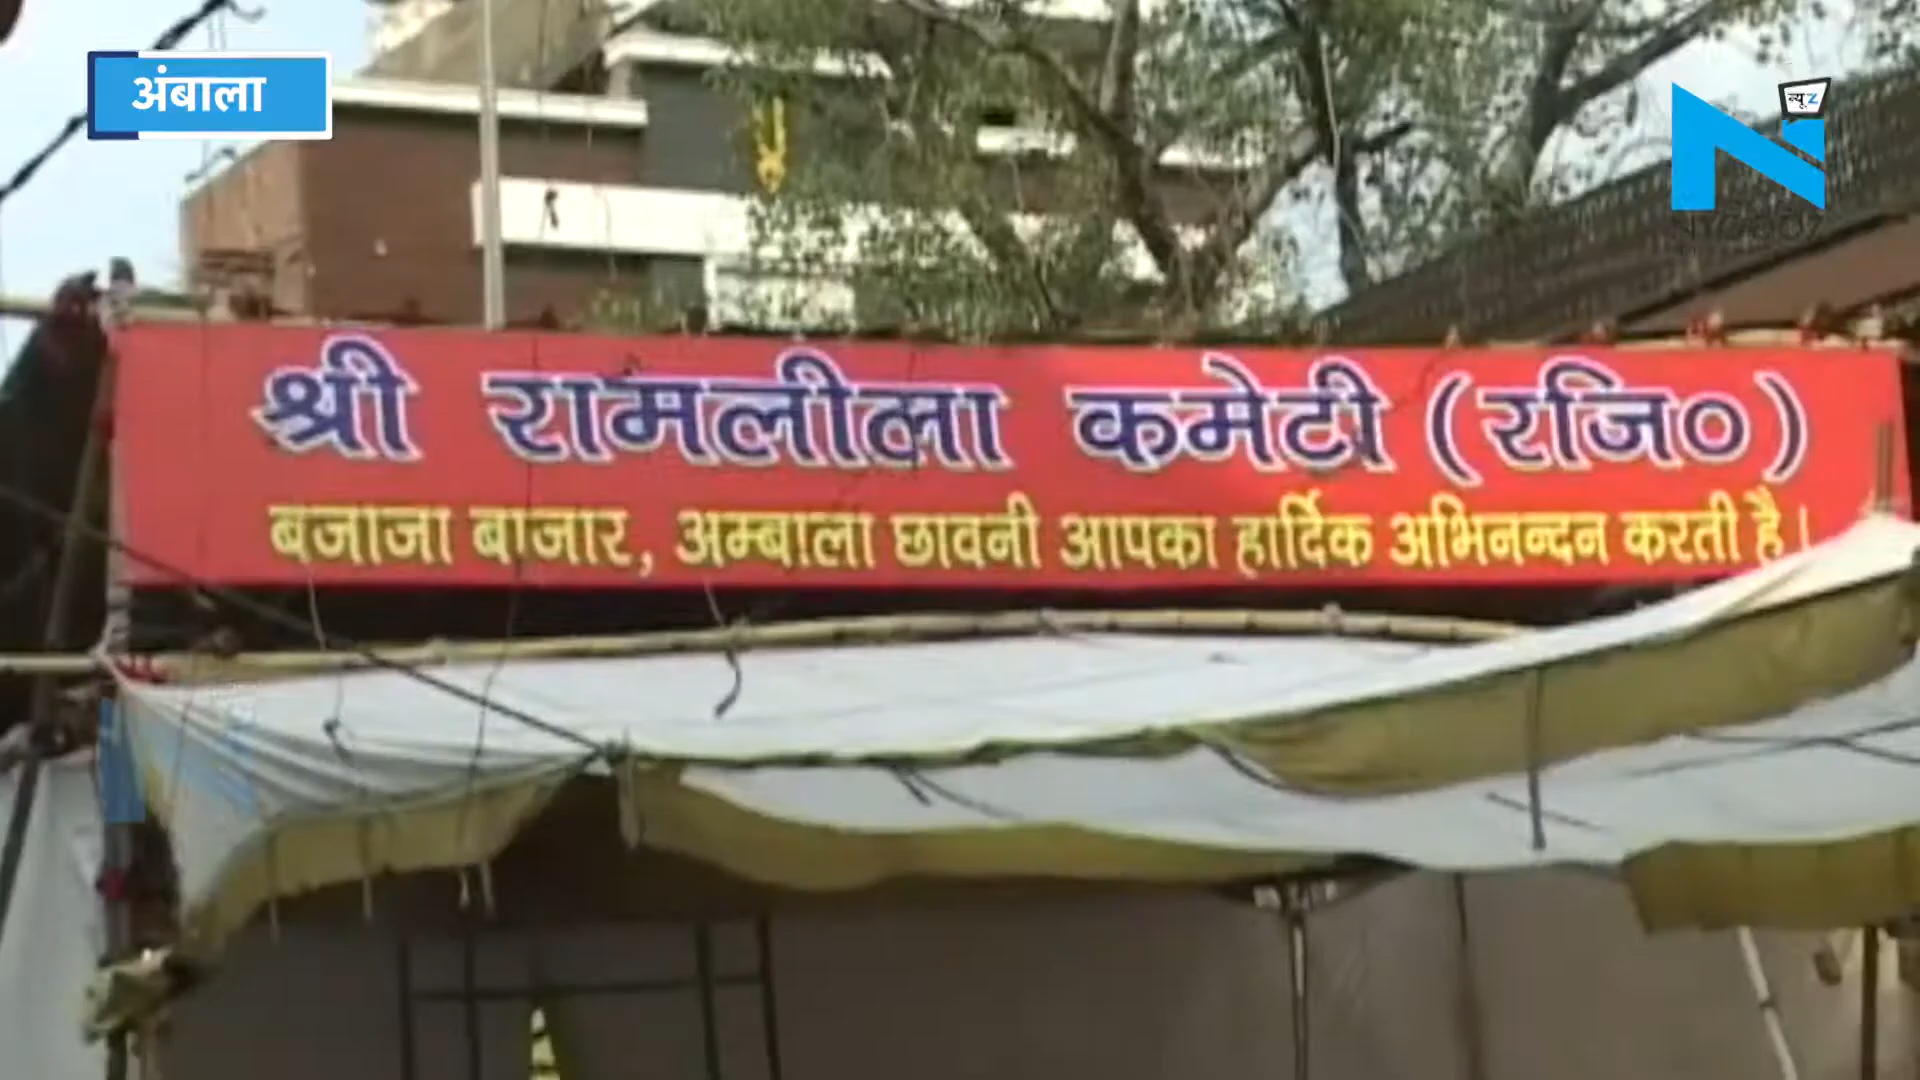 अंबाला
न्यूZ
श्री रामलीला कमेटी (रजि०)
बजाजा बाजार, अम्बाला छावनी आपका हार्दिक अभिनन्दन करती है।